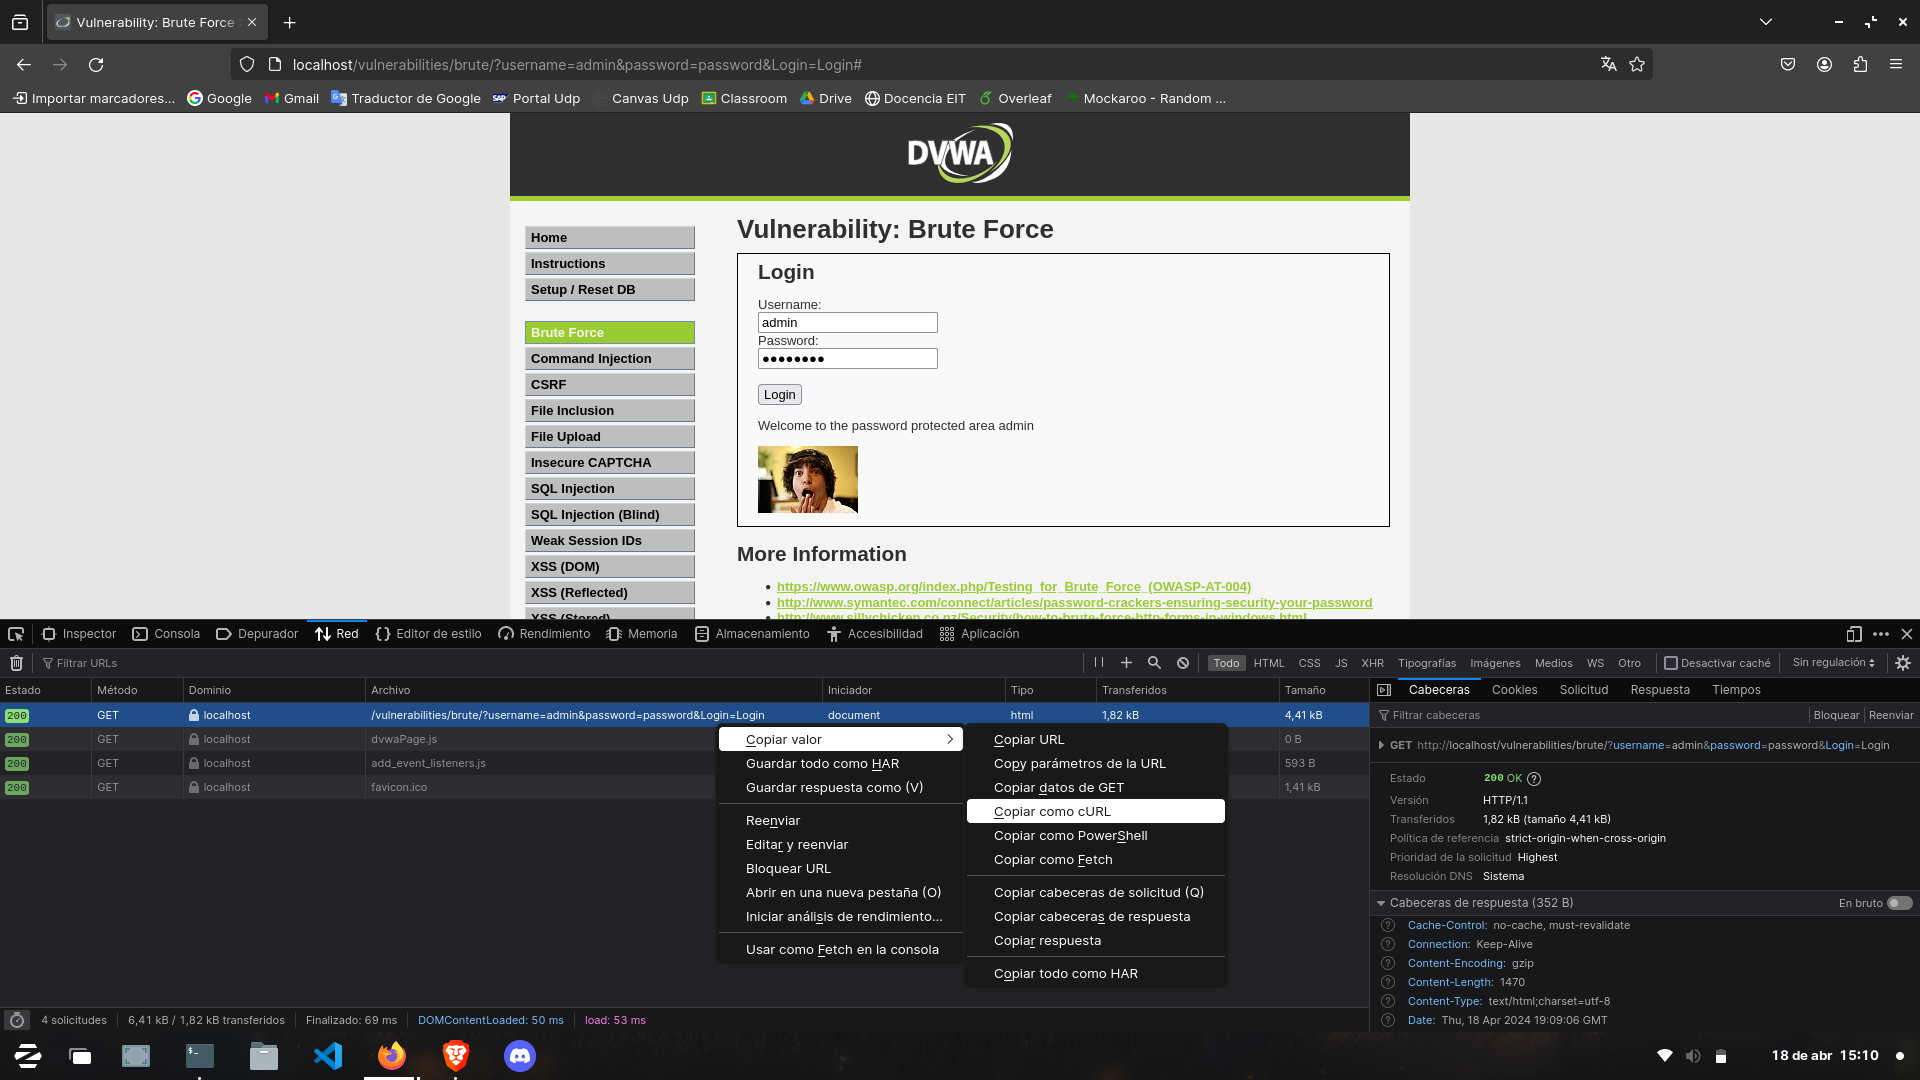 Vulnerability: Brute Force
localhost/vulnerabilities/brute/?username=admin&password=password&Login=Login#
Importar marcadores... Google Gmail Traductor de Google Portal Udp Canvas Udp Classroom Drive Docencia EIT Overleaf Mockaroo - Random ...
DVWA
Home
Instructions
Setup / Reset DB
Brute Force
Command Injection
CSRF
File Inclusion
File Upload
Insecure CAPTCHA
SQL Injection
SQL Injection (Blind)
Weak Session IDs
XSS (DOM)
XSS (Reflected)
XSS (Stored)
Vulnerability: Brute Force
Login
Username:
admin
Password:
Login
Welcome to the password protected area admin
More Information
https://www.owasp.org/index.php/Testing_for_Brute_Force_(OWASP-AT-004)
http://www.symantec.com/connect/articles/password-crackers-ensuring-security-your-password
http://www.sillychicken.co.nz/Security/how-to-brute-force-http-forms-in-windows.html
Inspector Consola Depurador Red Editor de estilo Rendimiento Memoria Almacenamiento Accesibilidad Aplicación
Filtrar URLs Todo HTML CSS JS XHR Tipografías Imágenes Medios WS Otro Desactivar caché Sin regulación
Estado Método Dominio Archivo Iniciador Tipo Transferidos Tamaño
200 GET localhost /vulnerabilities/brute/?username=admin&password=password&Login=Login document html 1,82 kB 4,41 kB
200 GET localhost dvwaPage.js 0 B
200 GET localhost add_event_listeners.js 593 B
200 GET localhost favicon.ico 1,41 kB
Copiar valor
Guardar todo como HAR
Guardar respuesta como (V)
Reenviar
Editar y reenviar
Bloquear URL
Abrir en una nueva pestaña (O)
Iniciar análisis de rendimiento...
Usar como Fetch en la consola
Copiar URL
Copy parámetros de la URL
Copiar datos de GET
Copiar como cURL
Copiar como PowerShell
Copiar como Fetch
Copiar cabeceras de solicitud (Q)
Copiar cabeceras de respuesta
Copiar respuesta
Copiar todo como HAR
Cabeceras Cookies Solicitud Respuesta Tiempos
Filtrar cabeceras Bloquear Reenviar
GET http://localhost/vulnerabilities/brute/?username=admin&password=password&Login=Login
Estado 200 OK
Versión HTTP/1.1
Transferidos 1,82 kB (tamaño 4,41 kB)
Política de referencia strict-origin-when-cross-origin
Prioridad de la solicitud Highest
Resolución DNS Sistema
Cabeceras de respuesta (352 B) En bruto
Cache-Control: no-cache, must-revalidate
Connection: Keep-Alive
Content-Encoding: gzip
Content-Length: 1470
Content-Type: text/html;charset=utf-8
Date: Thu, 18 Apr 2024 19:09:06 GMT
4 solicitudes 6,41 kB / 1,82 kB transferidos Finalizado: 69 ms DOMContentLoaded: 50 ms load: 53 ms
18 de abr 15:10